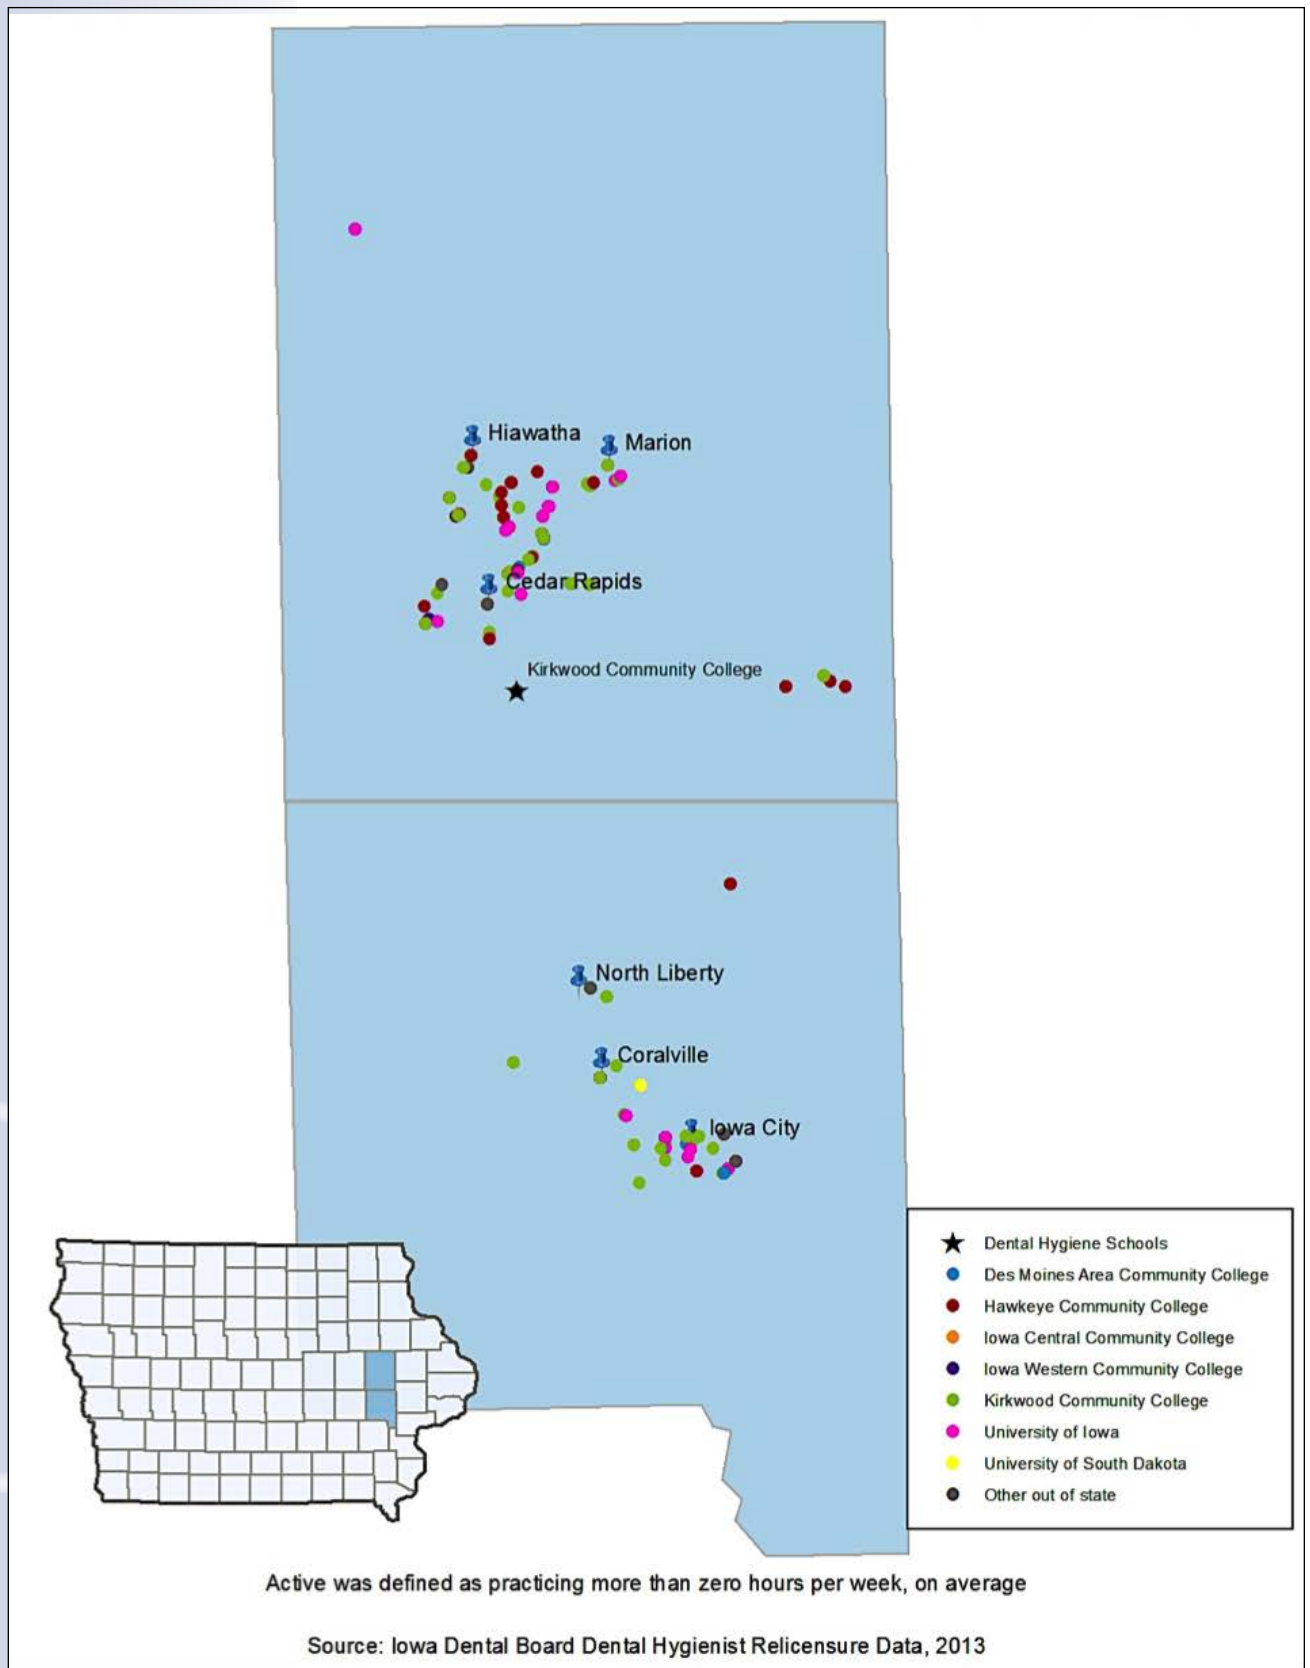 Hiawatha
Marion
Cedar Rapids
Kirkwood Community College
North Liberty
Coralville
Iowa City
Dental Hygiene Schools
Des Moines Area Community College
Hawkeye Community College
Iowa Central Community College
Iowa Western Community College
Kirkwood Community College
University of Iowa
University of South Dakota
Other out of state
Active was defined as practicing more than zero hours per week, on average
Source: Iowa Dental Board Dental Hygienist Relicensure Data, 2013